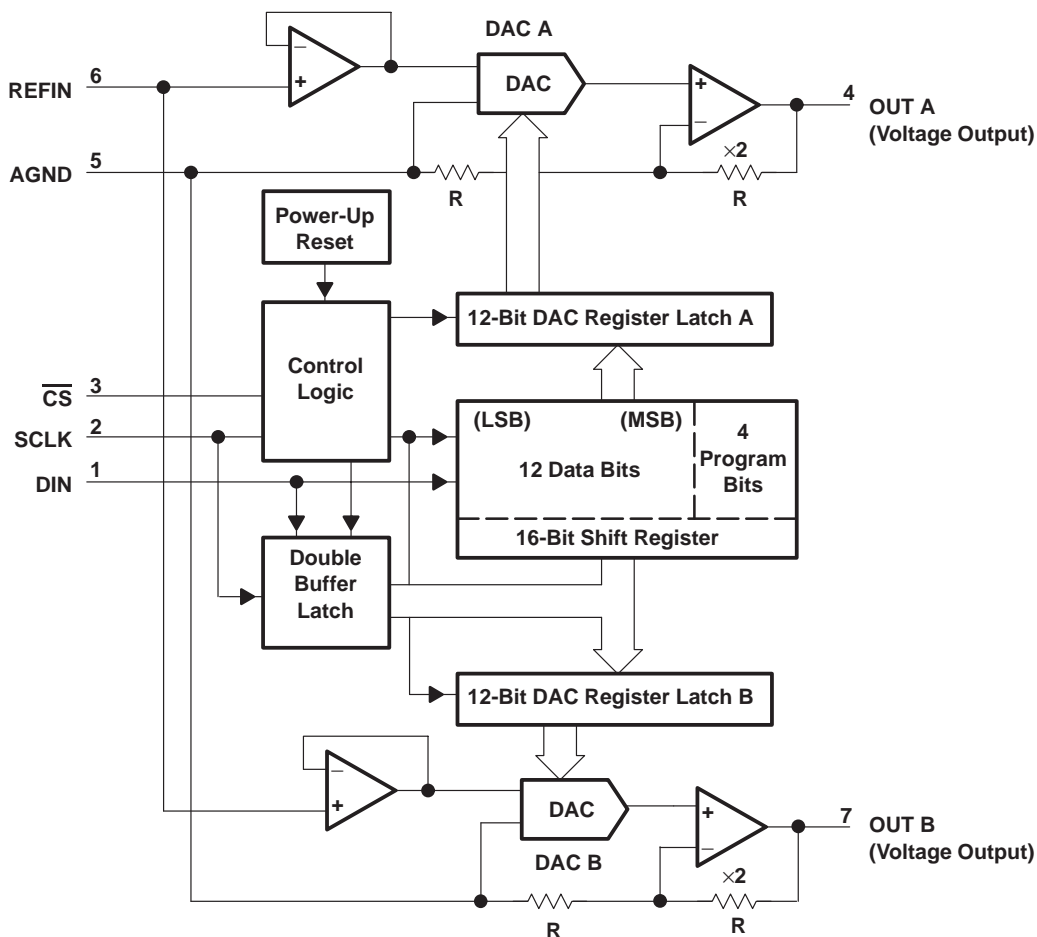 DAC A
REFIN
6
−
+
DAC
+
−
4
OUT A
(Voltage Output)
AGND
5
R
×2
R
Power-Up
Reset
12-Bit DAC Register Latch A
Control
Logic
CS
3
SCLK
2
DIN
1
(LSB)
(MSB)
12 Data Bits
4
Program
Bits
16-Bit Shift Register
Double
Buffer
Latch
12-Bit DAC Register Latch B
−
+
DAC
DAC B
+
−
7
OUT B
(Voltage Output)
R
×2
R